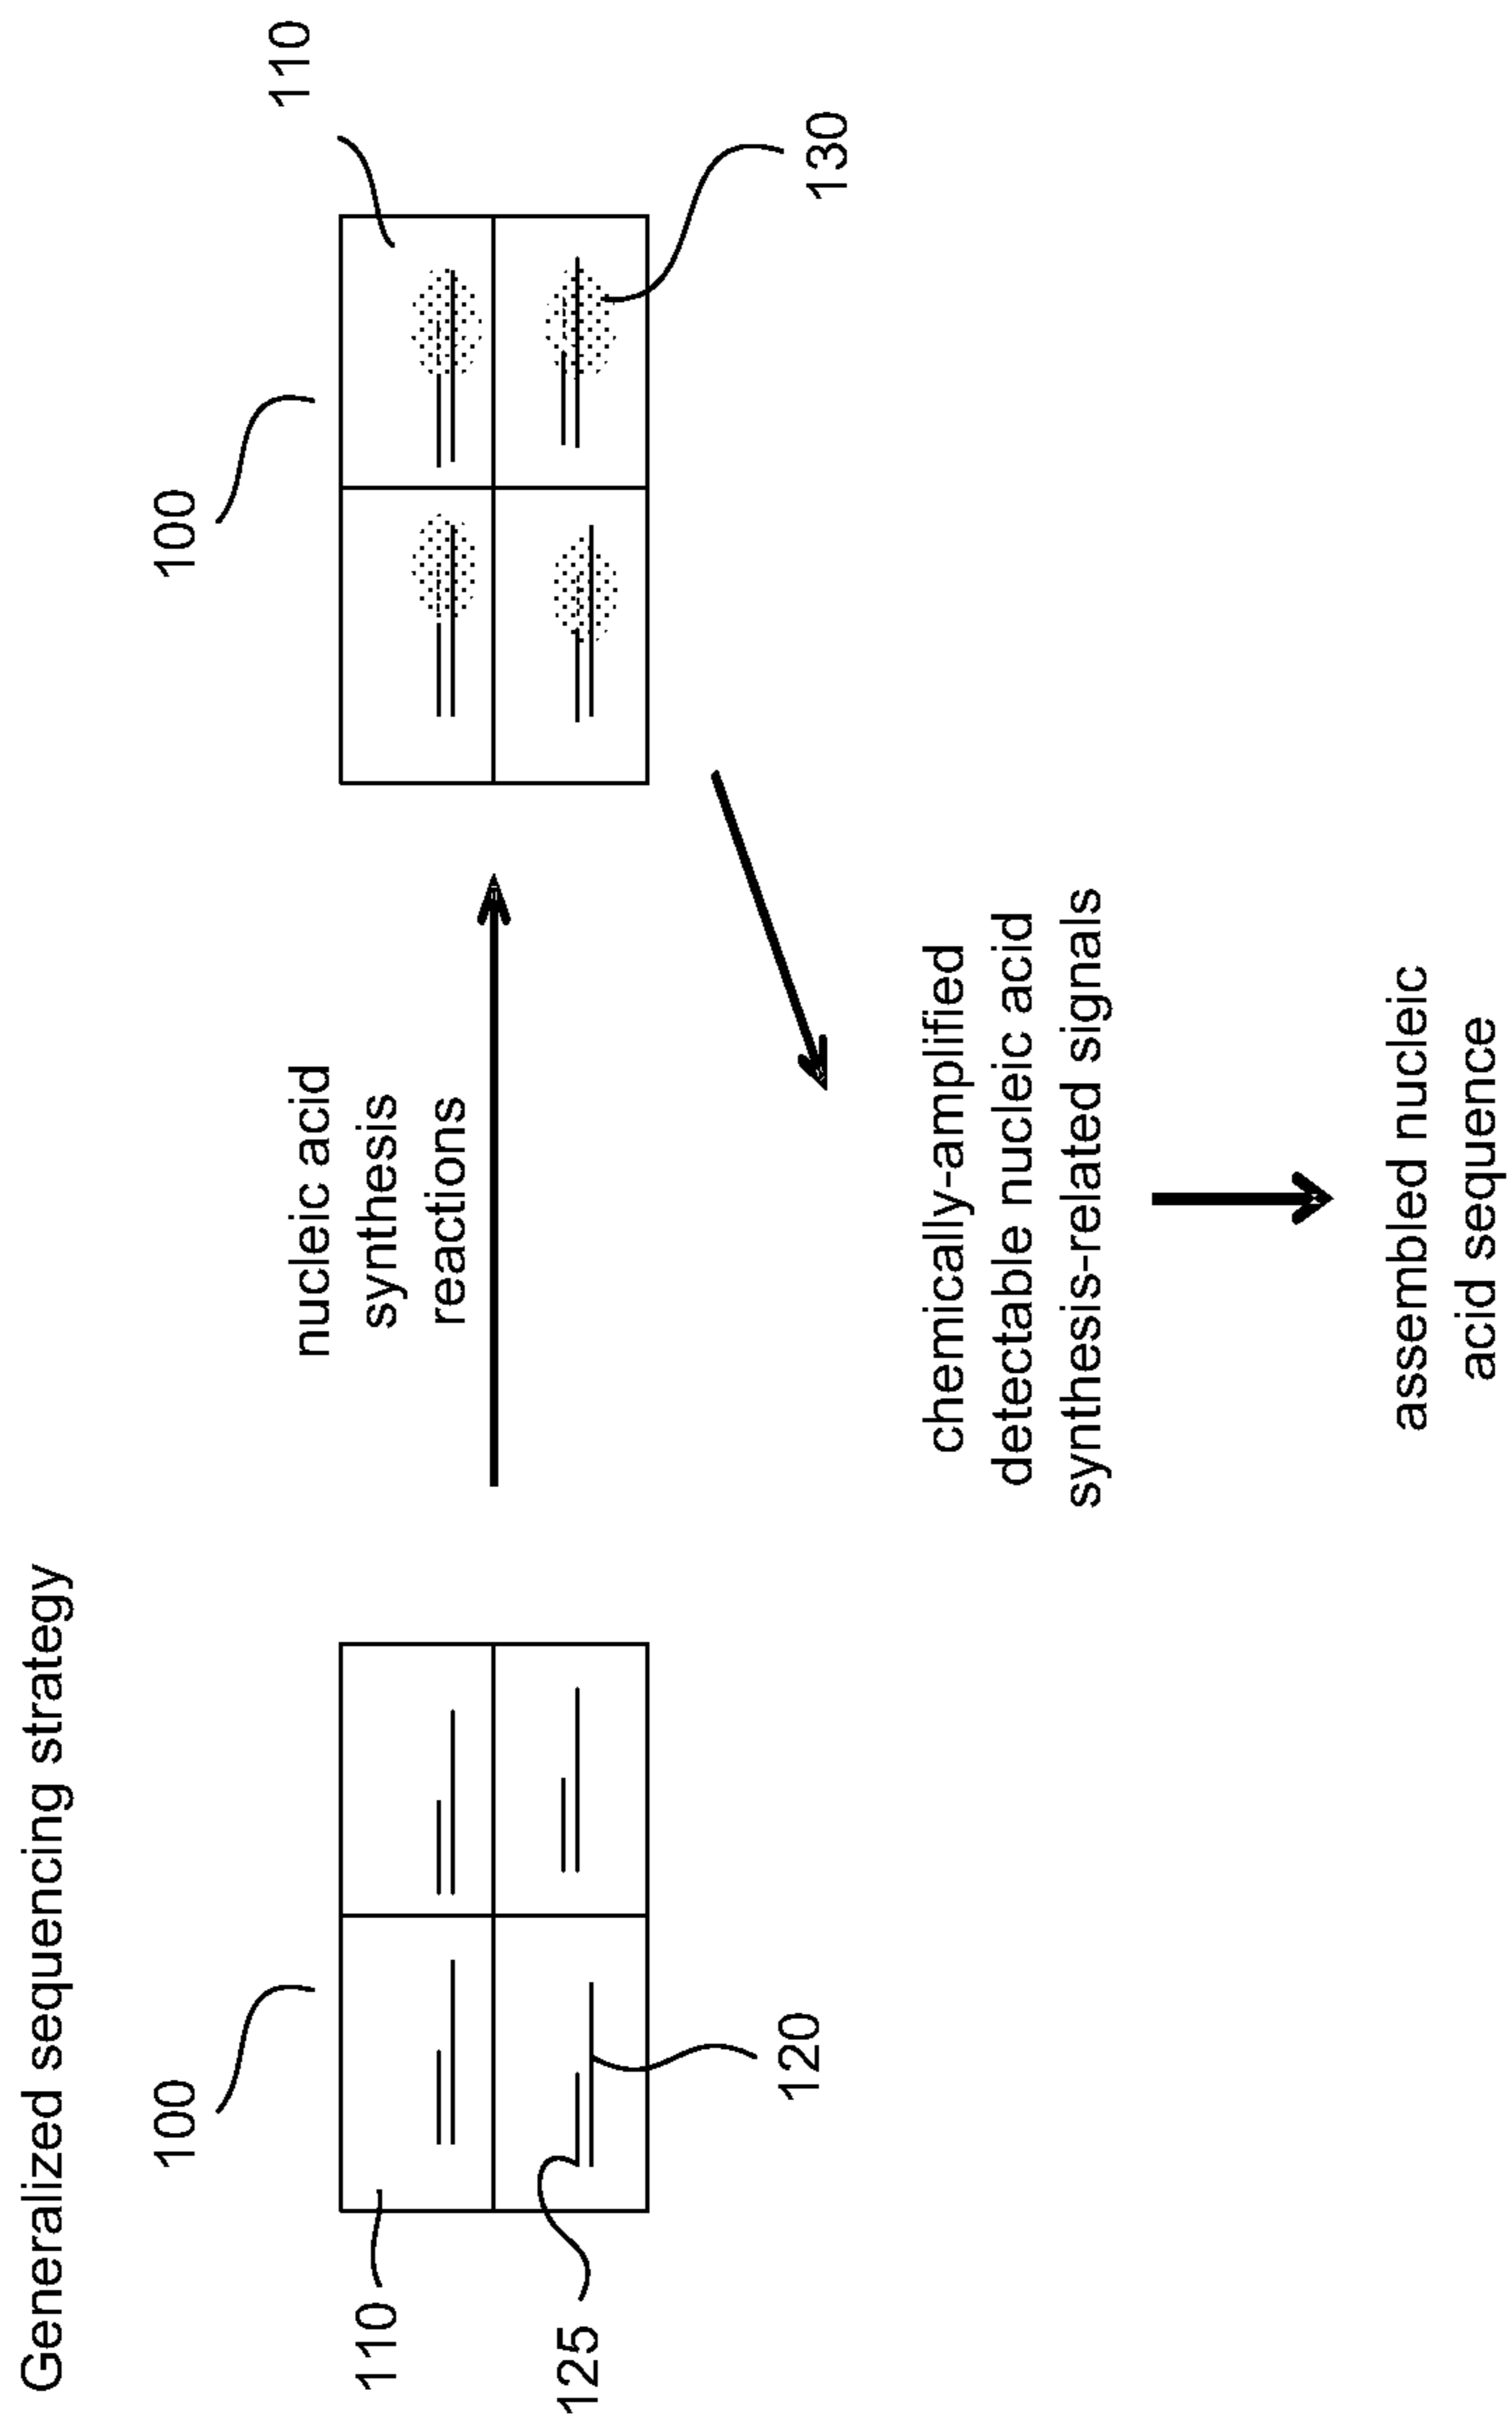 Generalized sequencing strategy
100
100
110
110
125
120
130
nucleic acid
synthesis
reactions
chemically-amplified
detectable nucleic acid
synthesis-related signals
assembled nucleic
acid sequence